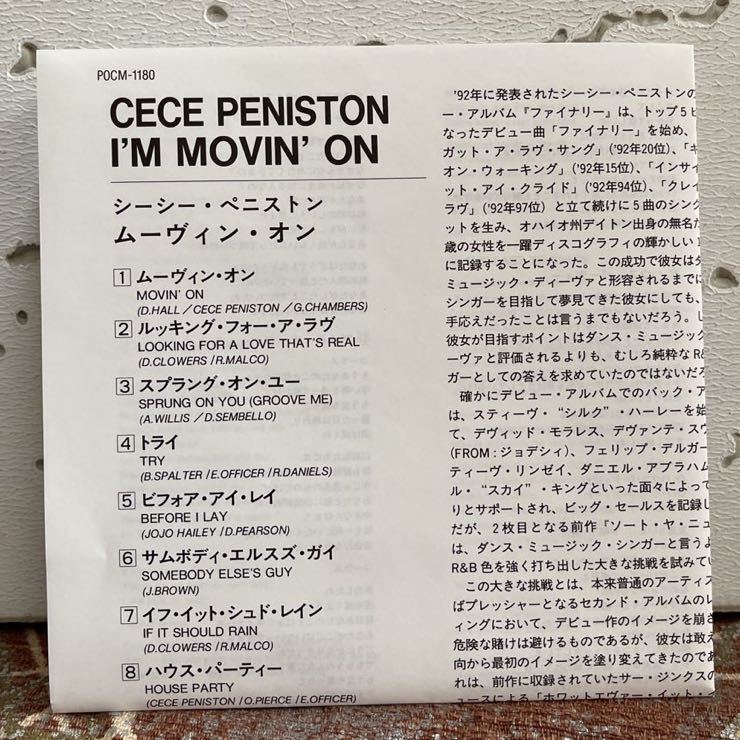 POCM-1180
CECE PENISTON
I'M MOVIN' ON
シーシー・ペニストン
ムーヴィン・オン
1 ムーヴィン・オン
MOVIN' ON
(D.HALL／CECE PENISTON／G.CHAMBERS)
2 ルッキング・フォー・ア・ラヴ
LOOKING FOR A LOVE THAT'S REAL
(D.CLOWERS/R.MALCO)
3 スプラング・オン・ユー
SPRUNG ON YOU (GROOVE ME)
(A.WILLIS／D.SEMBELLO)
4 トライ
TRY
(B.SPALTER/E.OFFICER/R.DANIELS)
5 ビフォア・アイ・レイ
BEFORE I LAY
(JOJO HAILEY/D.PEARSON)
6 サムボディ・エルスズ・ガイ
SOMEBODY ELSE'S GUY
(J.BROWN)
7 イフ・イット・シュド・レイン
IF IT SHOULD RAIN
(D.CLOWERS/R.MALCO)
8 ハウス・パーティー
HOUSE PARTY
(CECE PENISTON/O.PIERCE/E.OFFICER)
'92年に発表されたシーシー・ペニストンの
ー・アルバム『ファイナリー』は、トップ5ヒ
なったデビュー曲「ファイナリー」を始め、
ガット・ア・ラヴ・サング」('92年20位)、「キ
オン・ウォーキング」('92年15位)、「インサイ
ット・アイ・クライド」('92年94位)、「クレイ
ラヴ」('92年97位) と立て続けに5曲のシング
ットを生み、オハイオ州デイトン出身の無名
歳の女性を一躍ディスコグラフィの輝かしい
に記録することになった。この成功で彼女は
ミュージック・ディーヴァと形容されるまでに
シンガーを目指して夢見てきた彼女にしても、
手応えだったことは言うまでもないだろう。し
彼女が目指すポイントはダンス・ミュージック
ーヴァと評価されるよりも、むしろ純粋なR&
ガーとしての答えを求めていたのではないだろ
確かにデビュー・アルバムでのバック・ア
は、スティーヴ・“シルク”・ハーレーを始
て、デヴィッド・モラレス、デヴァンテ・スウ
(FROM：ジョデシィ)、フェリップ・デルガー
ティーヴ・リンゼイ、ダニエル・アブラハム
ル・“スカイ”・キングといった面々によって
りとサポートされ、ビッグ・セールスを記録し
だが、2枚目となる前作『ソート・ヤ・ニュ
は、ダンス・ミュージック・シンガーと言うよ
R&B色を強く打ち出した大きな挑戦を試みてい
この大きな挑戦とは、本来普通のアーティス
ばプレッシャーとなるセカンド・アルバムのレ
ィングにおいて、デビュー作のイメージを崩さ
危険な賭けは避けるものであるが、彼女は敢え
向から最初のイメージを塗り変えてきたのであ
れは、前作に収録されていたサー・ジンクスの
ュースによる「ホワットエヴァー・イット・イ